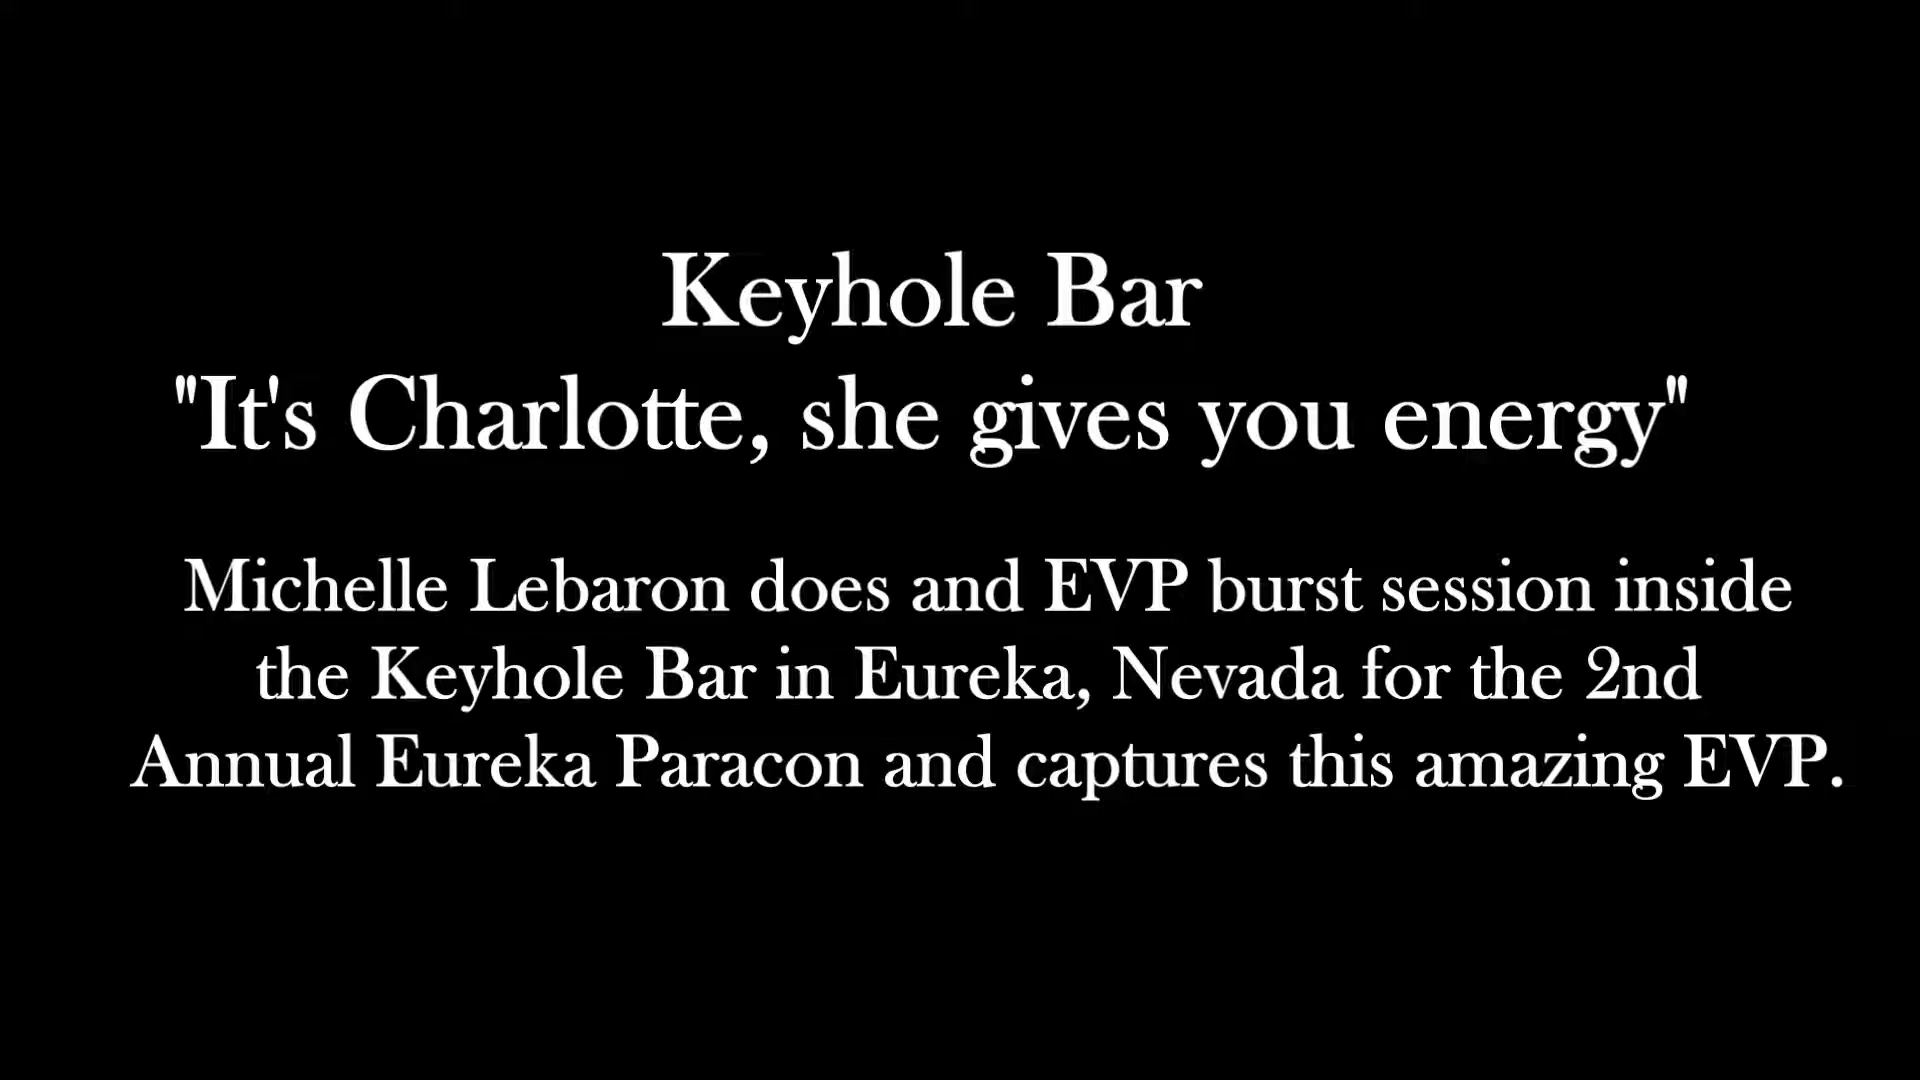 Keyhole Bar
"It's Charlotte, she gives you energy"
Michelle Lebaron does and EVP burst session inside
the Keyhole Bar in Eureka, Nevada for the 2nd
Annual Eureka Paracon and captures this amazing EVP.